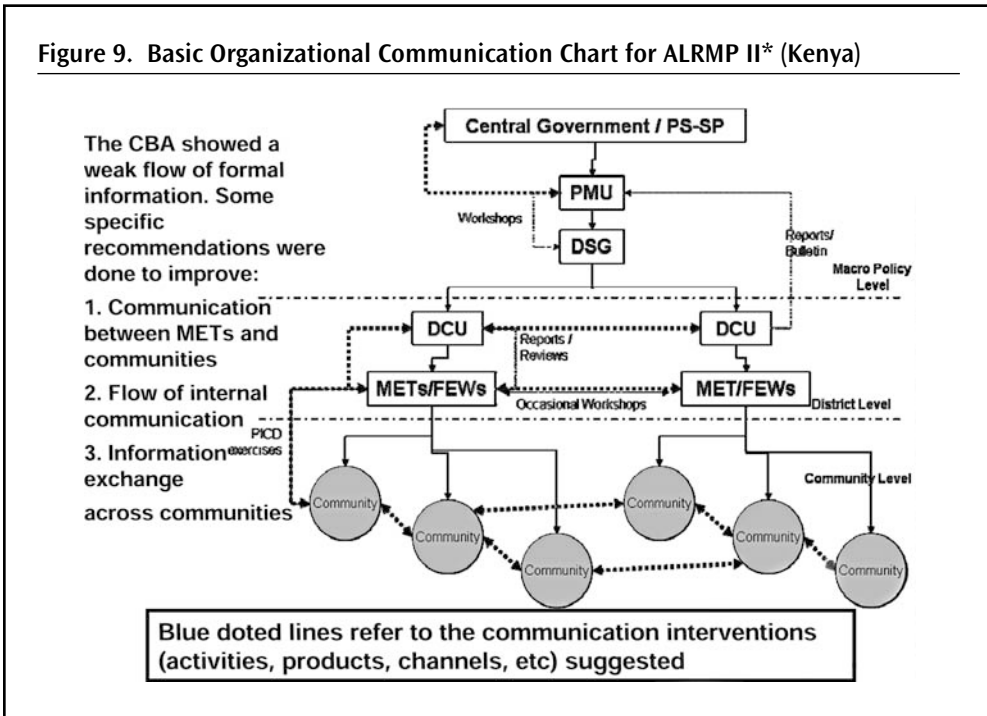 Figure 9. Basic Organizational Communication Chart for ALRMP II* (Kenya)
The CBA showed a
weak flow of formal
information. Some
specific
recommendations were
done to improve:
1. Communication
between METs and
communities
2. Flow of internal
communication
3. Information
exchange
across communities
Central Government / PS-SP
PMU
Workshops
DSG
Reports/
Bulletin
Macro Policy
Level
DCU
DCU
Reports /
Reviews
METs/FEWs
MET/FEWs
Occasional Workshops
District Level
PICD
exercises
Community Level
Community
Community
Community
Community
Community
Community
Blue doted lines refer to the communication interventions
(activities, products, channels, etc) suggested